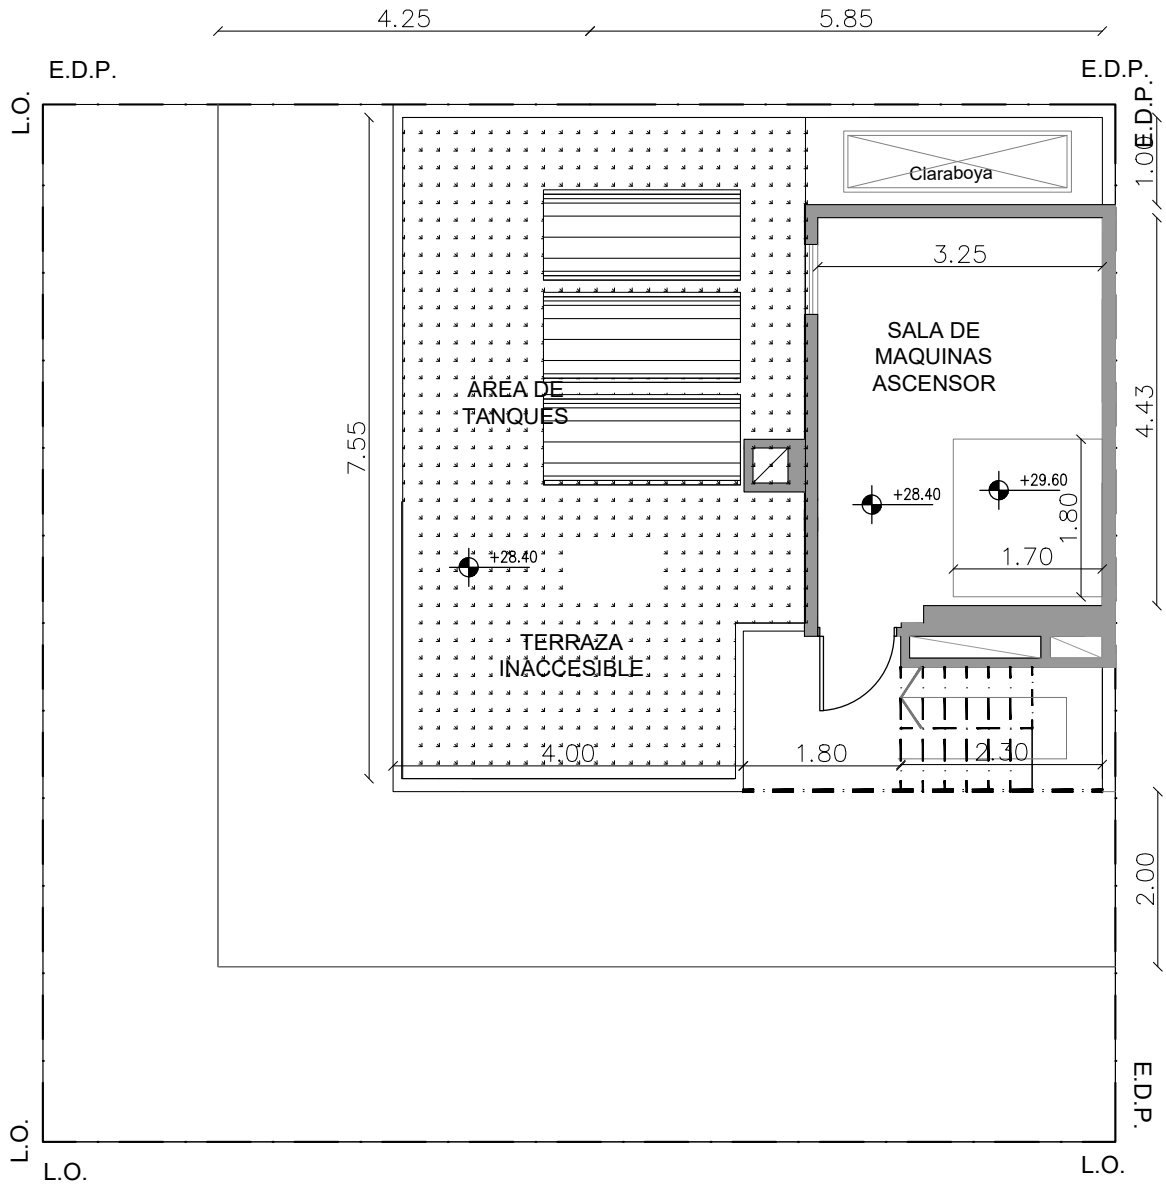 4.25
5.85
E.D.P.
E.D.P.
L.O.
E.D.P.
1.00
Claraboya
3.25
SALA DE
MAQUINAS
ASCENSOR
AREA DE
TANQUES
7.55
4.43
+28.40
+29.60
1.80
1.70
+28.40
TERRAZA
INACCESIBLE
4.00
1.80
2.30
2.00
E.D.P.
L.O.
L.O.
L.O.